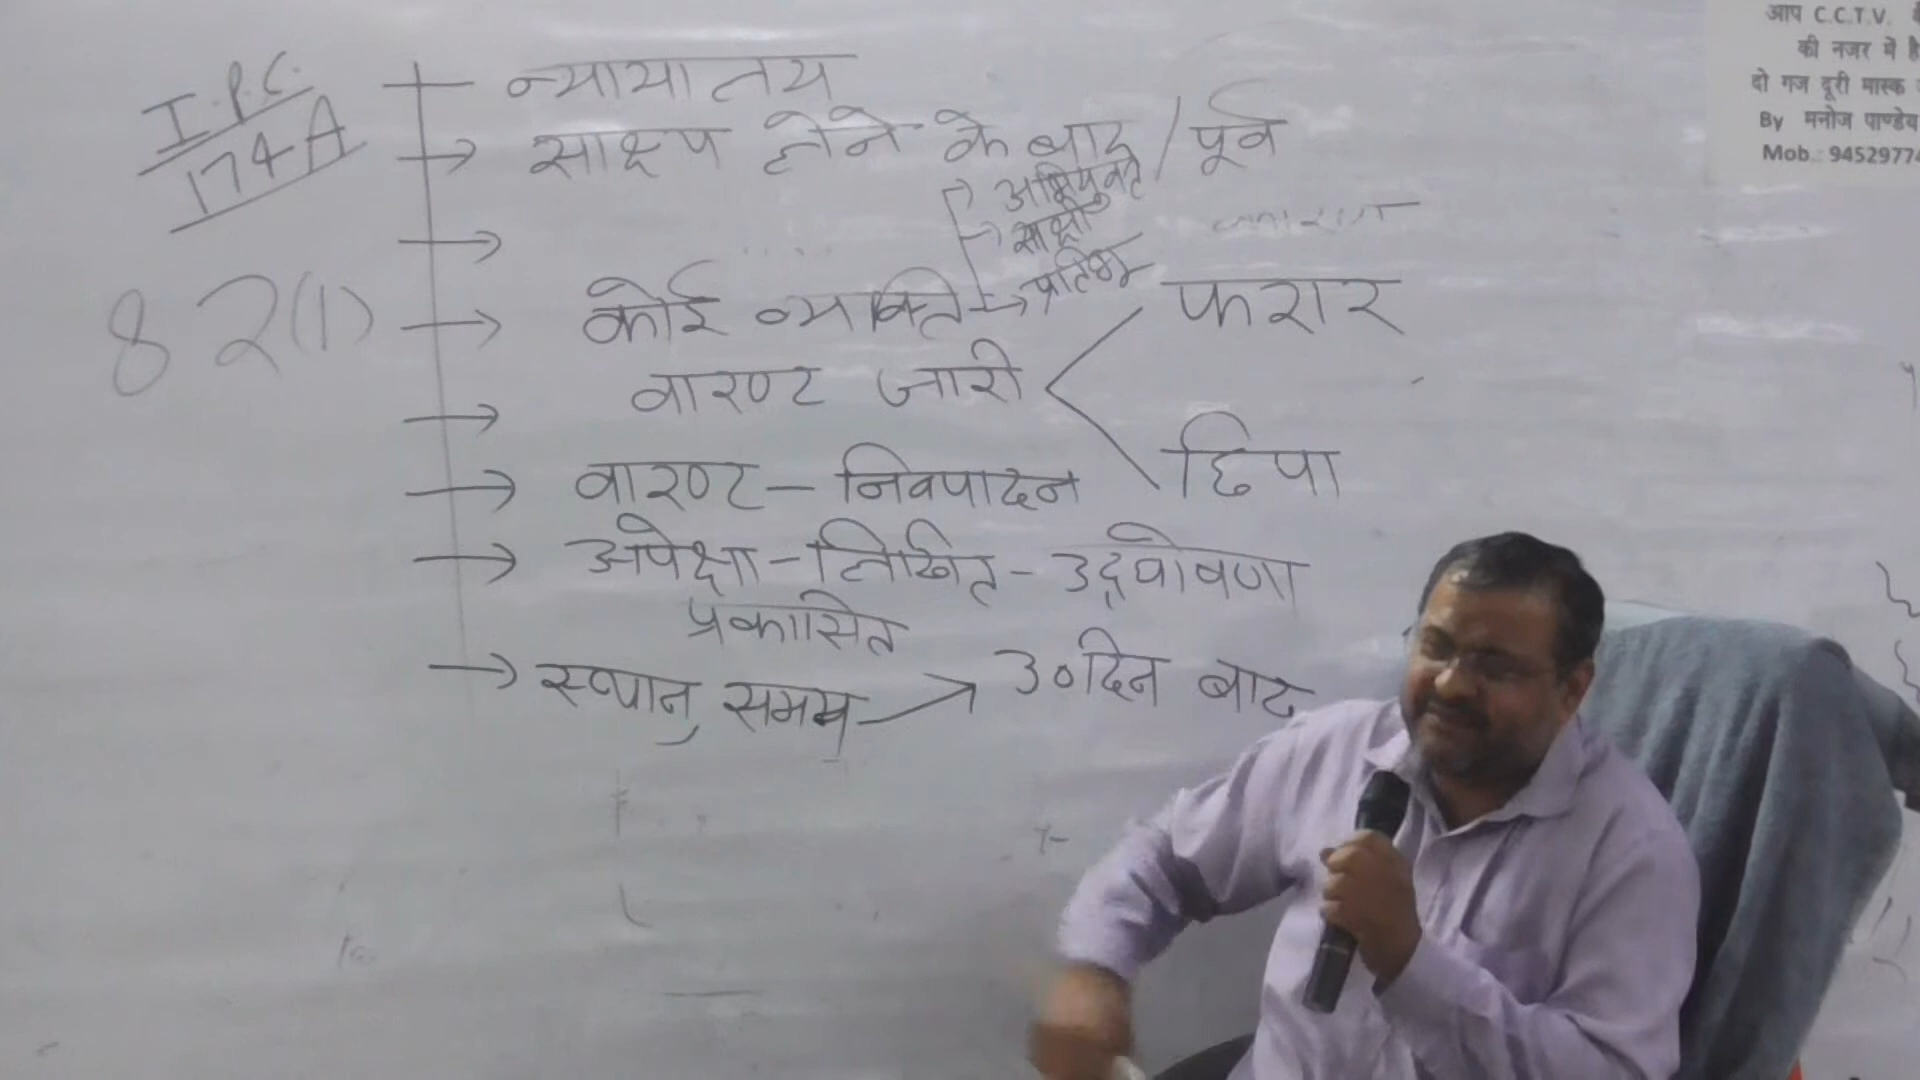 I.P.C.
174-A
82(1)
न्यायालय
साक्ष्य होने के बाद / पूर्व
अभियुक्त
साक्षी
कोई व्यक्ति → प्रतिभू
फरार
वारण्ट जारी
छिपा
वारण्ट - निष्पादन
अपेक्षा - लिखित - उद्घोषणा
प्रकासित
→ स्थान, समय → 30 दिन बाद
आप C.C.T.V.
की नजर में है
दो गज दूरी मास्क
By मनोज पाण्डेय
Mob.: 94529774